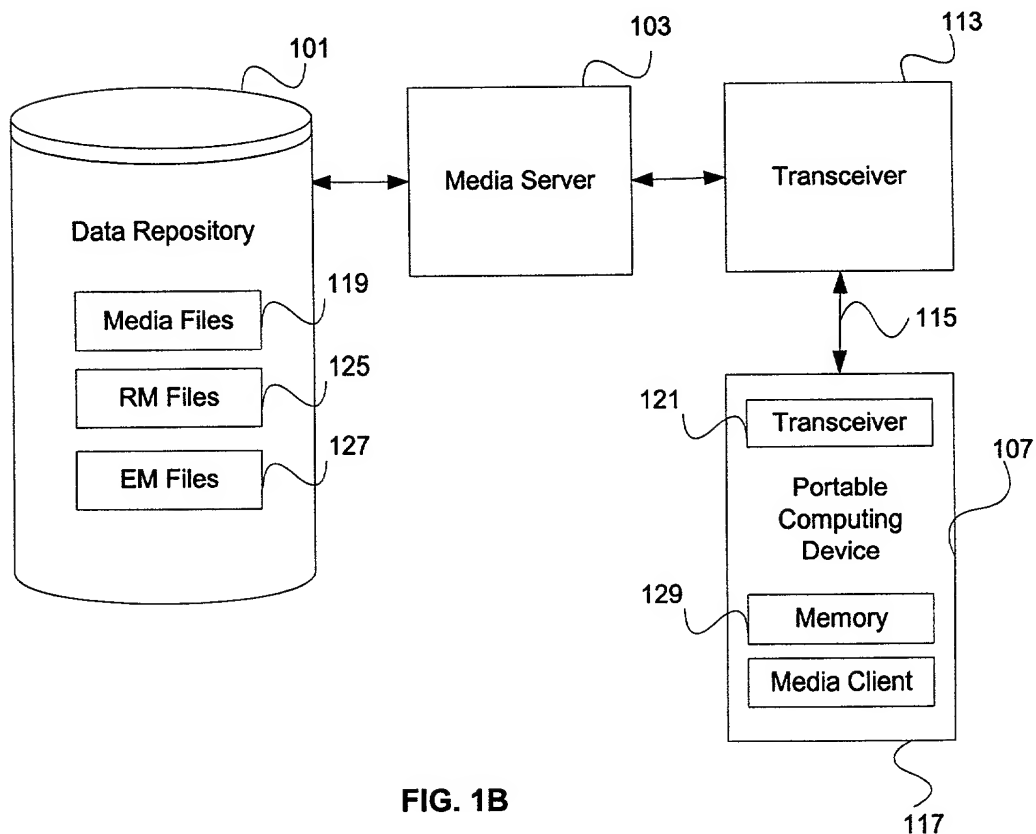 101
103
113
Media Server
Transceiver
Data Repository
119
Media Files
115
125
RM Files
121
Transceiver
127
107
EM Files
Portable
Computing
Device
129
Memory
Media Client
FIG. 1B
117